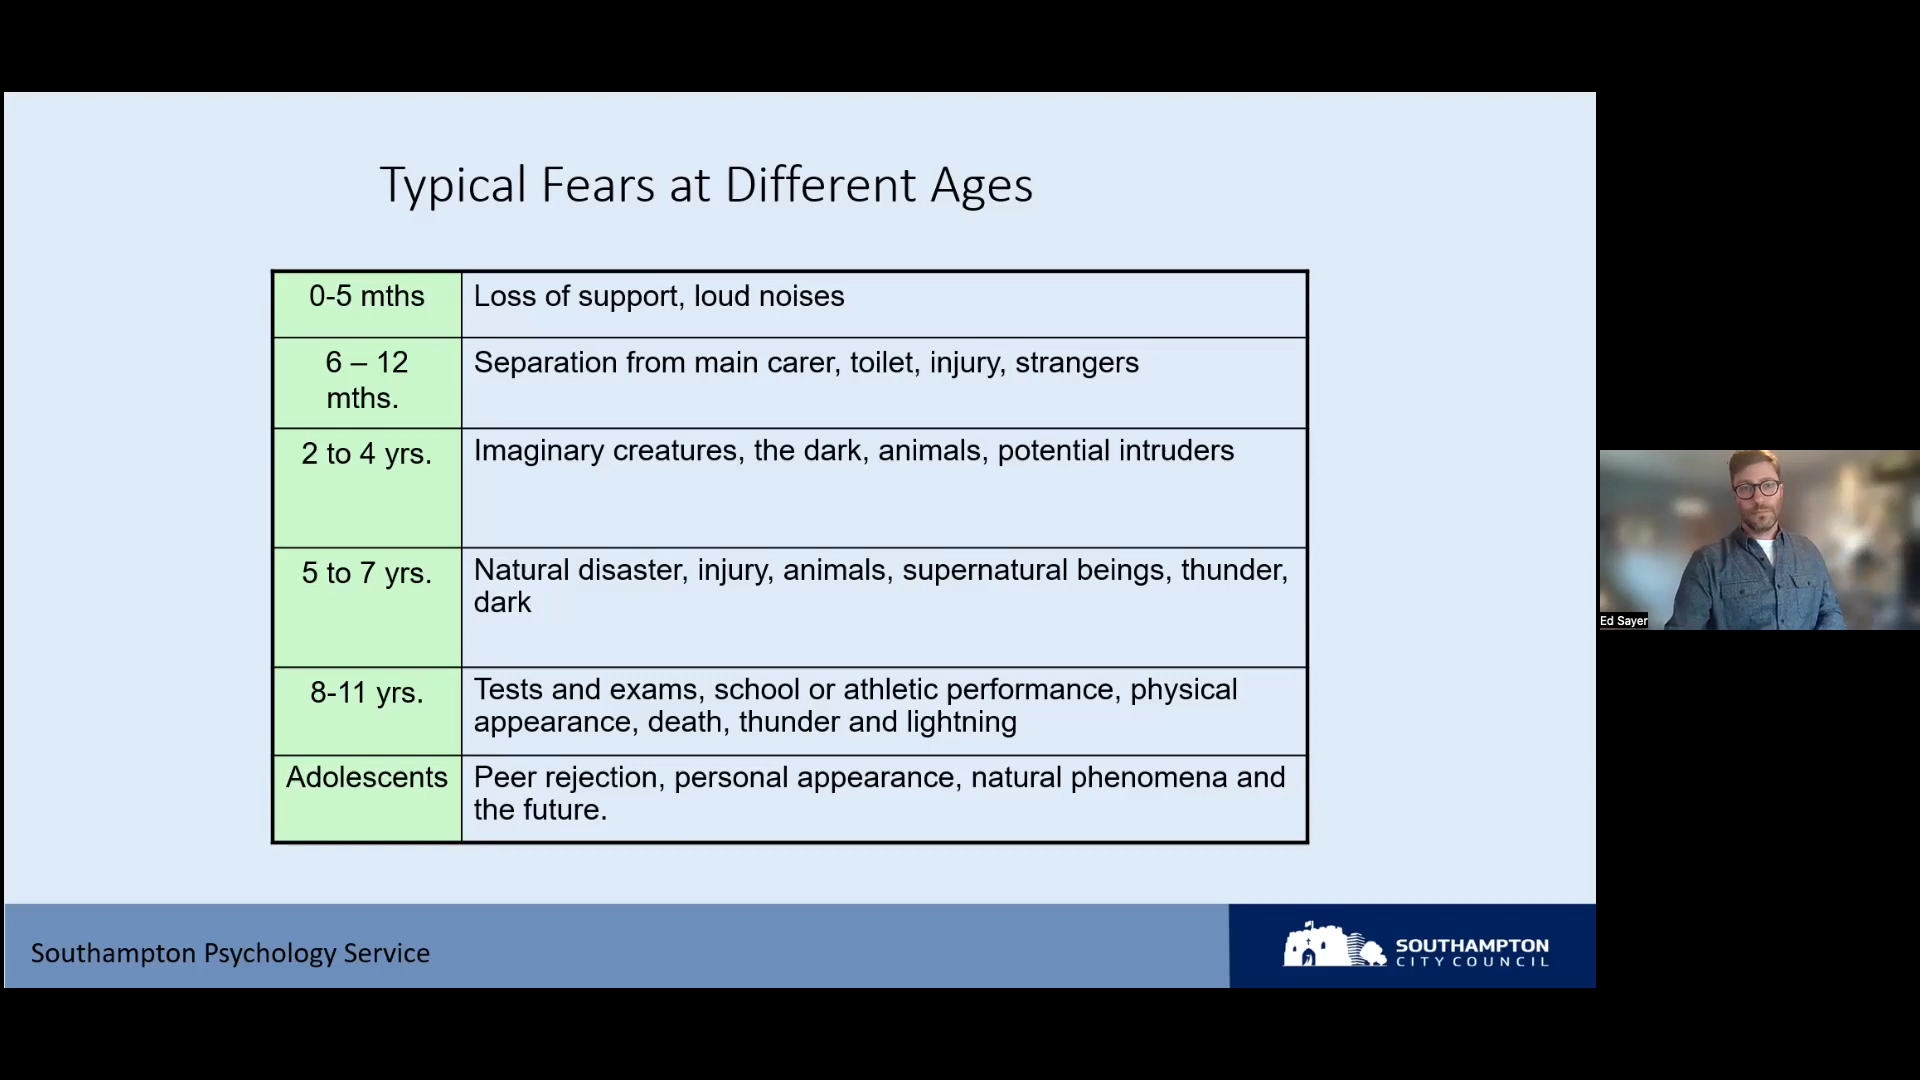 Typical Fears at Different Ages
0-5 mths
Loss of support, loud noises
6 – 12
mths.
Separation from main carer, toilet, injury, strangers
2 to 4 yrs.
Imaginary creatures, the dark, animals, potential intruders
5 to 7 yrs.
Natural disaster, injury, animals, supernatural beings, thunder,
dark
8-11 yrs.
Tests and exams, school or athletic performance, physical
appearance, death, thunder and lightning
Adolescents
Peer rejection, personal appearance, natural phenomena and
the future.
Ed Sayer
Southampton Psychology Service
SOUTHAMPTON
CITY COUNCIL